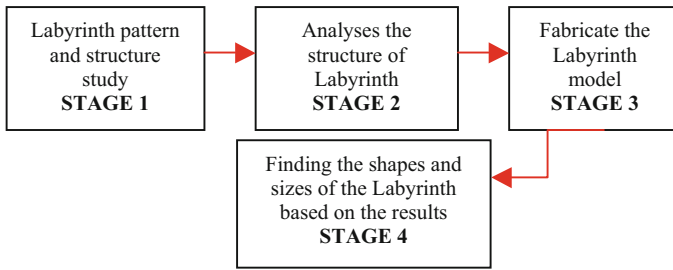 Labyrinth pattern
and structure
study
STAGE 1
Analyses the
structure of
Labyrinth
STAGE 2
Fabricate the
Labyrinth
model
STAGE 3
Finding the shapes and
sizes of the Labyrinth
based on the results
STAGE 4